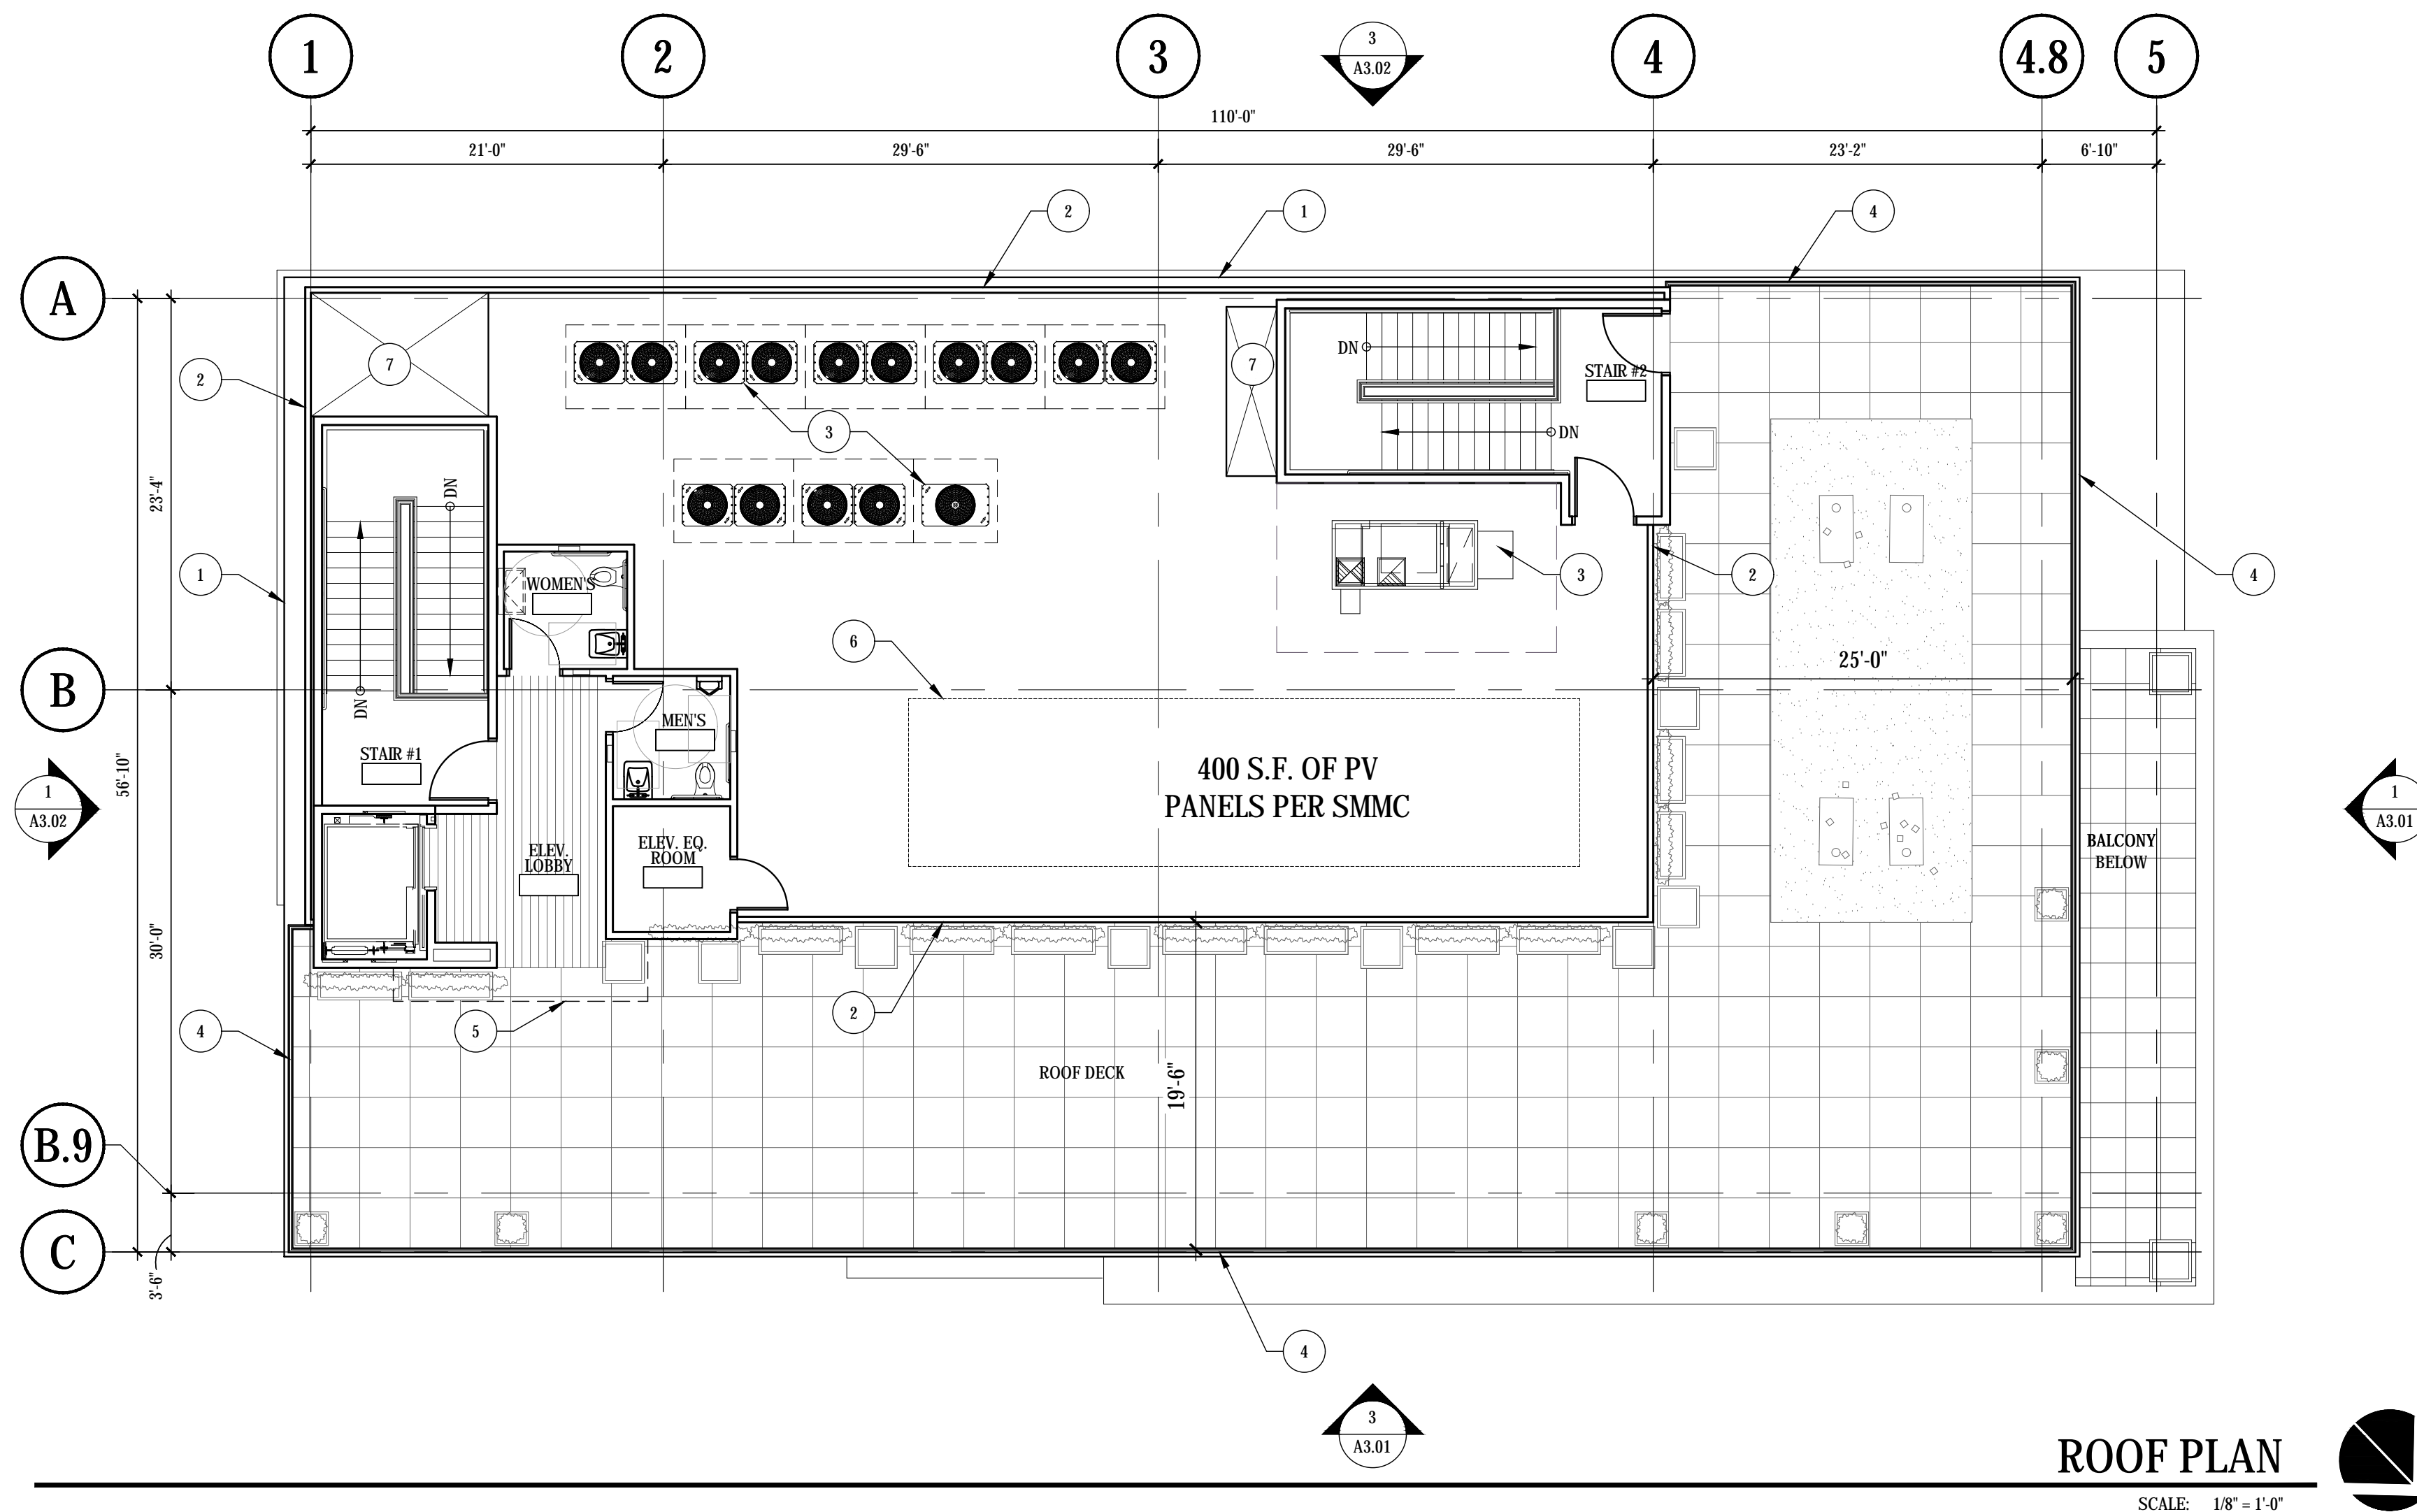 1 2 3 4 4.8 5
3
A3.02
110'-0"
21'-0" 29'-6" 29'-6" 23'-2" 6'-10"
2 1 4
A
7
7
DN
2
STAIR #2
3
DN
DN
23'-4"
1
WOMEN'S
3
2
4
6
25'-0"
B
DN
MEN'S
STAIR #1
56'-10"
400 S.F. OF PV
PANELS PER SMMC
1
A3.02
1
A3.01
BALCONY
BELOW
ELEV.
LOBBY
ELEV. EQ.
ROOM
30'-0"
2
4
5
ROOF DECK
19'-6"
B.9
C
3'-6"
4
3
A3.01
ROOF PLAN
SCALE: 1/8" = 1'-0"